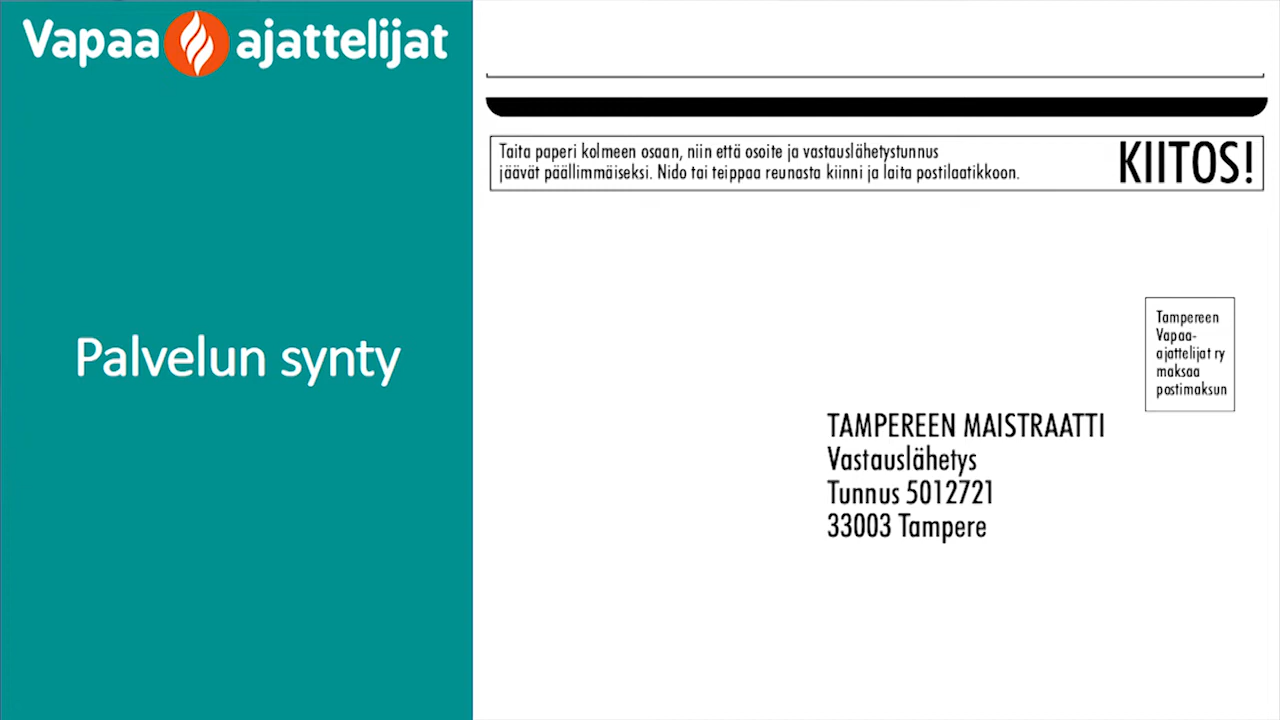 Vapaa ajattelijat
Palvelun synty
Taita paperi kolmeen osaan, niin että osoite ja vastauslähetystunnus
jäävät päällimmäiseksi. Nido tai teippaa reunasta kiinni ja laita postilaatikkoon.
KIITOS!
Tampereen
Vapaa-
ajattelijat ry
maksaa
postimaksun
TAMPEREEN MAISTRAATTI
Vastauslähetys
Tunnus 5012721
33003 Tampere